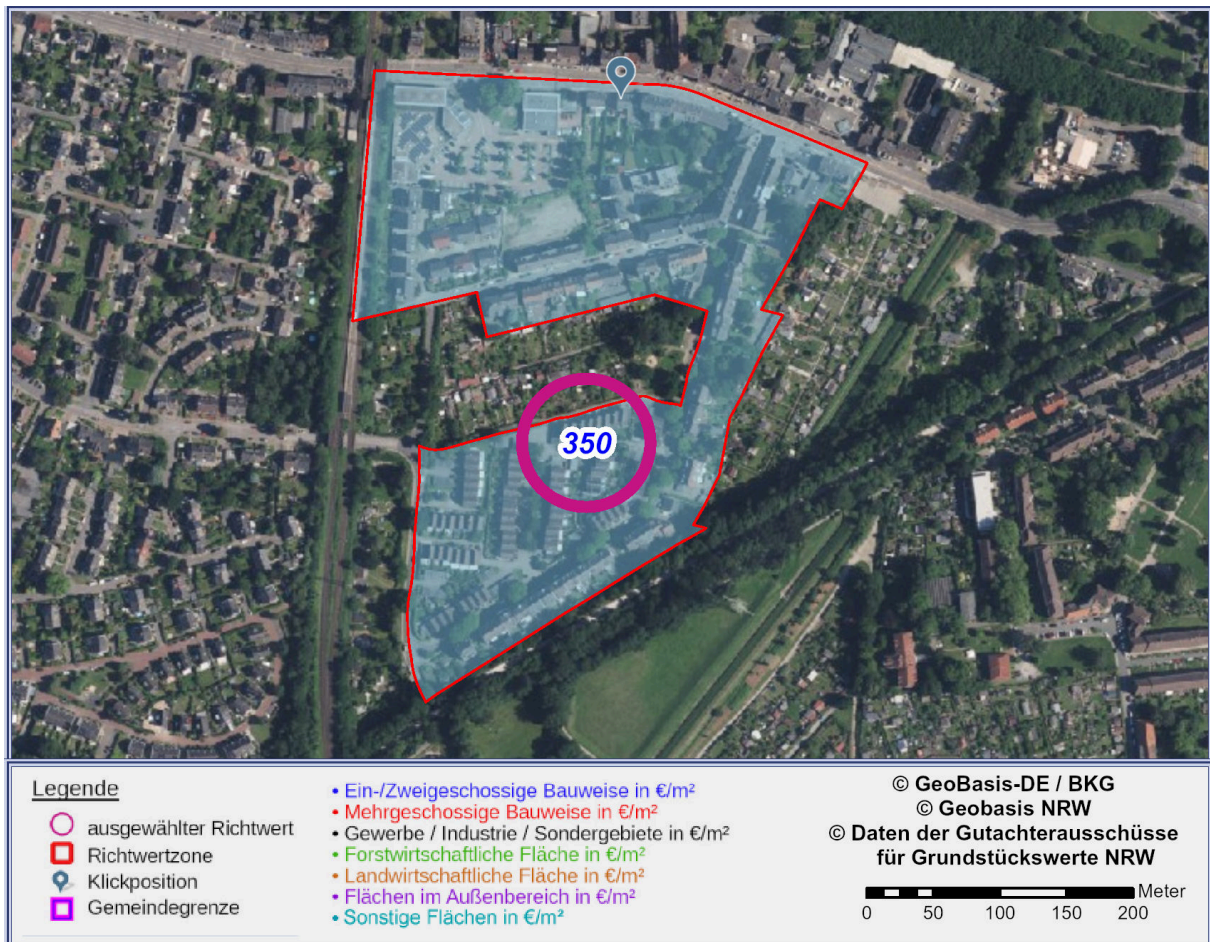 350
Legende
ausgewählter Richtwert
Richtwertzone
Klickposition
Gemeindegrenze
• Ein-/Zweigeschossige Bauweise in €/m²
• Mehrgeschossige Bauweise in €/m²
• Gewerbe / Industrie / Sondergebiete in €/m²
• Forstwirtschaftliche Fläche in €/m²
• Landwirtschaftliche Fläche in €/m²
• Flächen im Außenbereich in €/m²
• Sonstige Flächen in €/m²
© GeoBasis-DE / BKG
© Geobasis NRW
© Daten der Gutachterausschüsse
für Grundstückswerte NRW
Meter
0 50 100 150 200